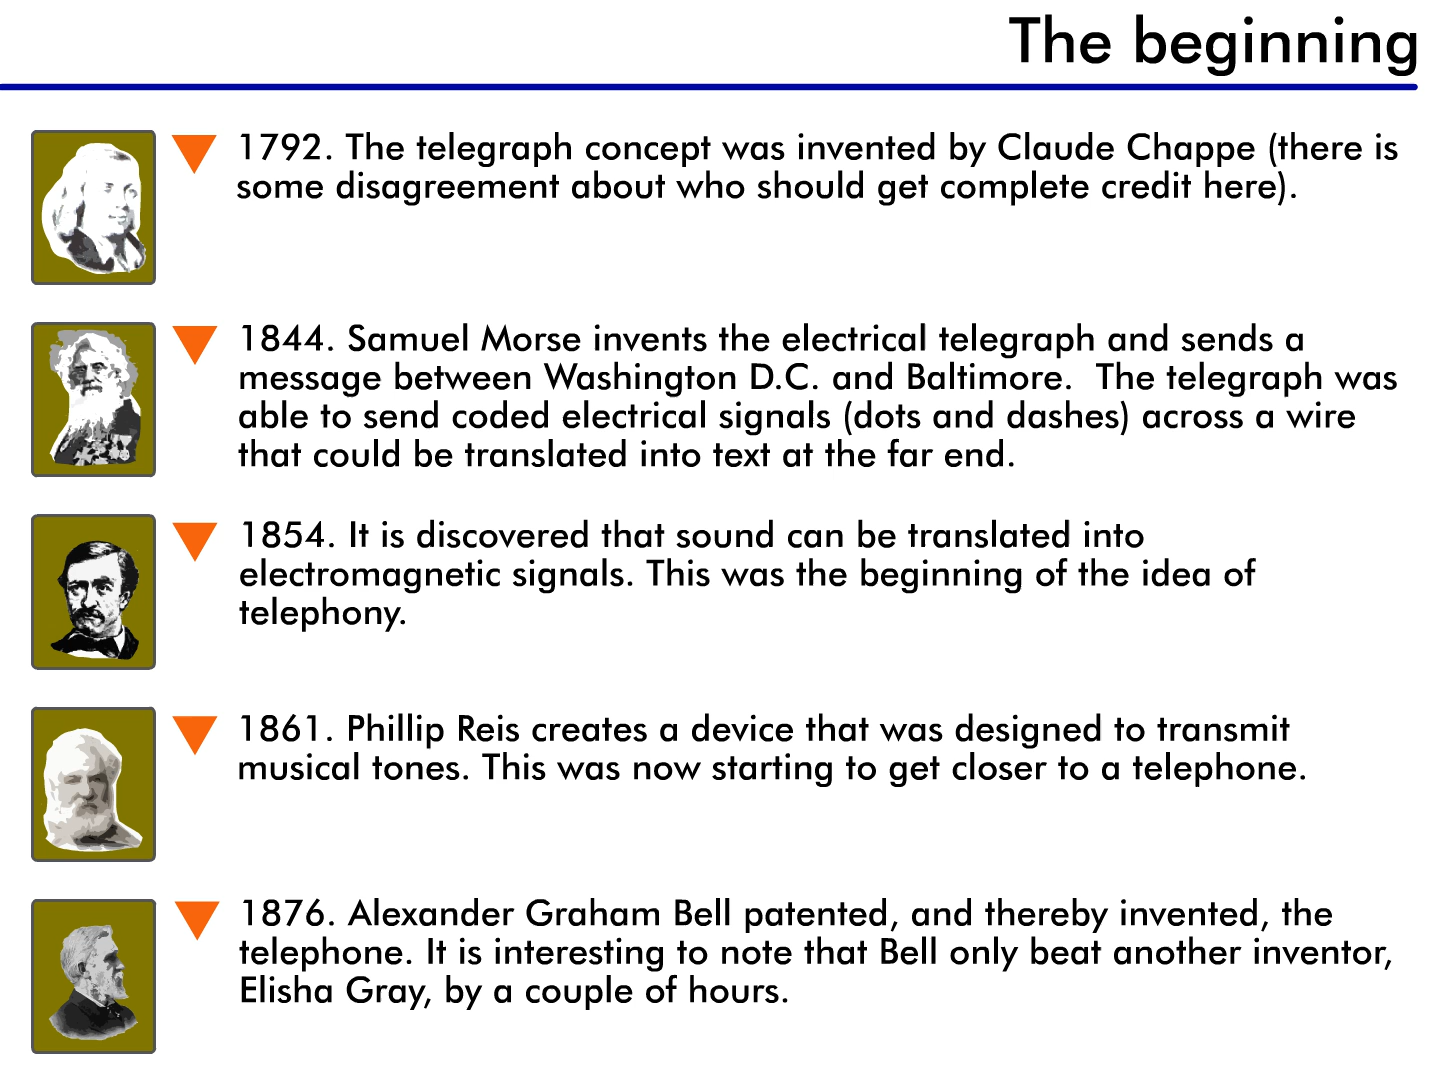 The beginning
1792. The telegraph concept was invented by Claude Chappe (there is
some disagreement about who should get complete credit here).
1844. Samuel Morse invents the electrical telegraph and sends a
message between Washington D.C. and Baltimore.  The telegraph was
able to send coded electrical signals (dots and dashes) across a wire
that could be translated into text at the far end.
1854. It is discovered that sound can be translated into
electromagnetic signals. This was the beginning of the idea of
telephony.
1861. Phillip Reis creates a device that was designed to transmit
musical tones. This was now starting to get closer to a telephone.
1876. Alexander Graham Bell patented, and thereby invented, the
telephone. It is interesting to note that Bell only beat another inventor,
Elisha Gray, by a couple of hours.